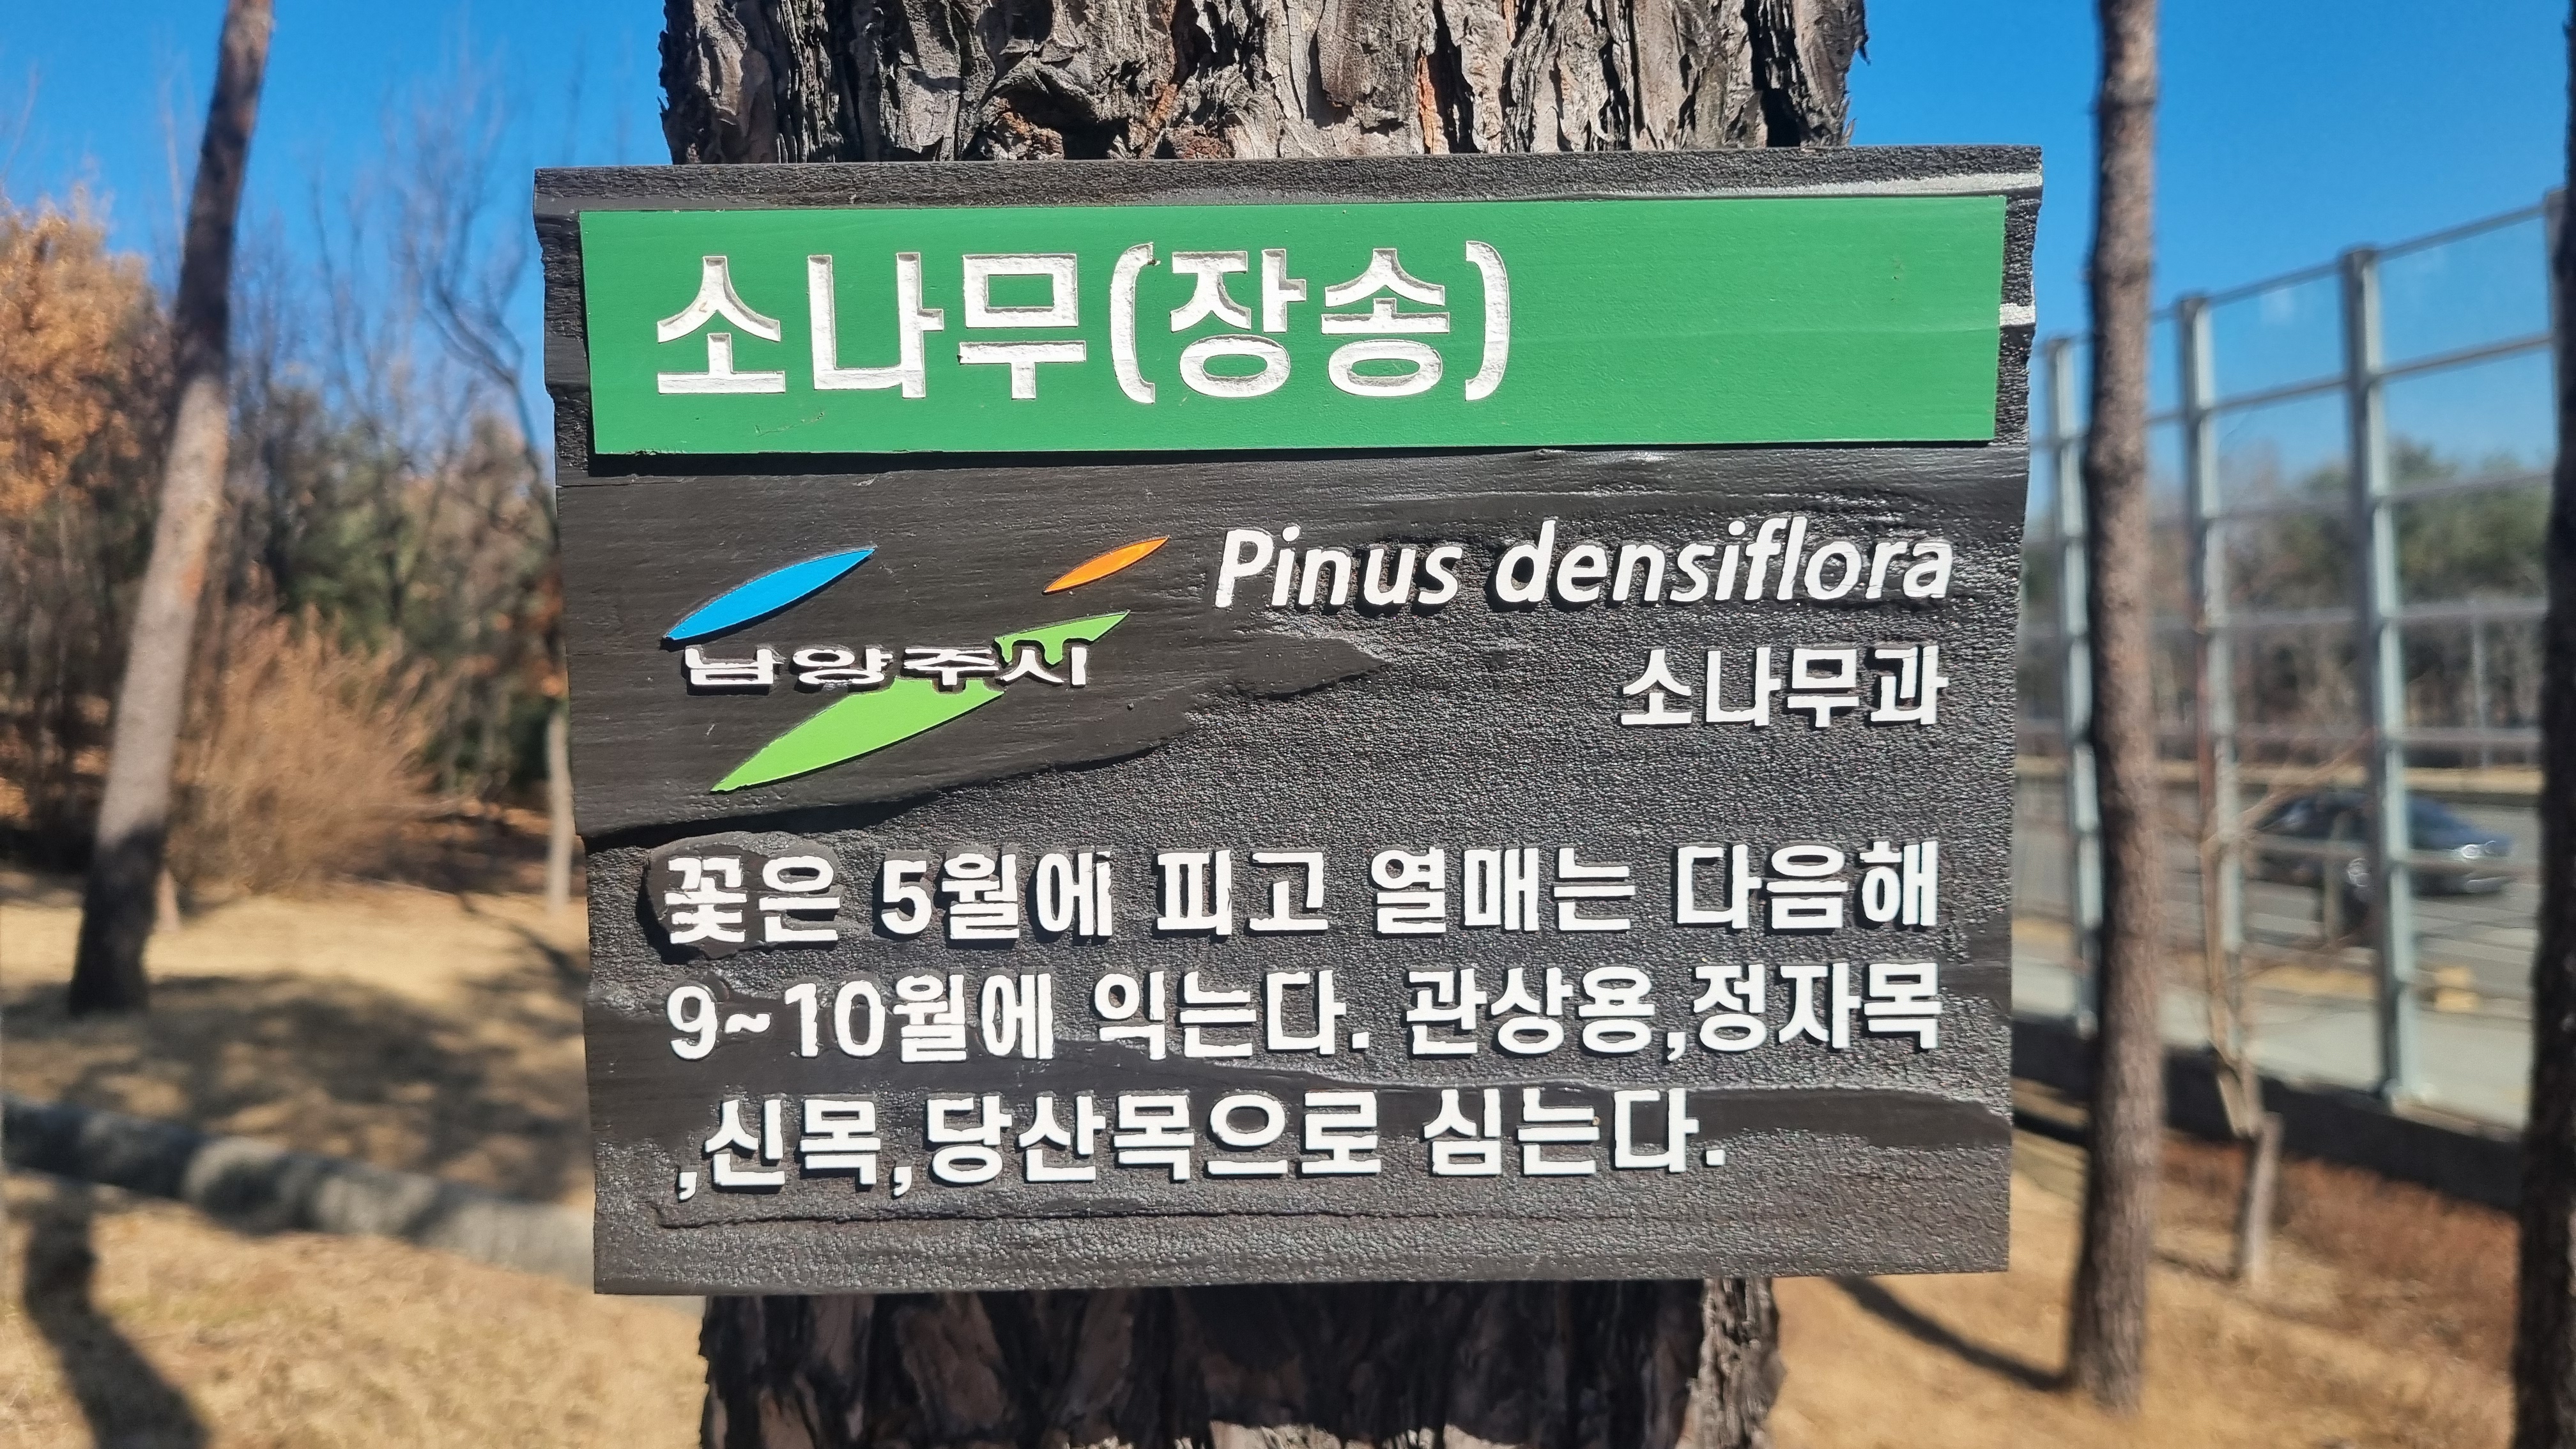 소나무(장송)
Pinus densiflora
남양주시
소나무과
꽃은 5월에 피고 열매는 다음해
9~10월에 익는다. 관상용,정자목
,신목,당산목으로 심는다.